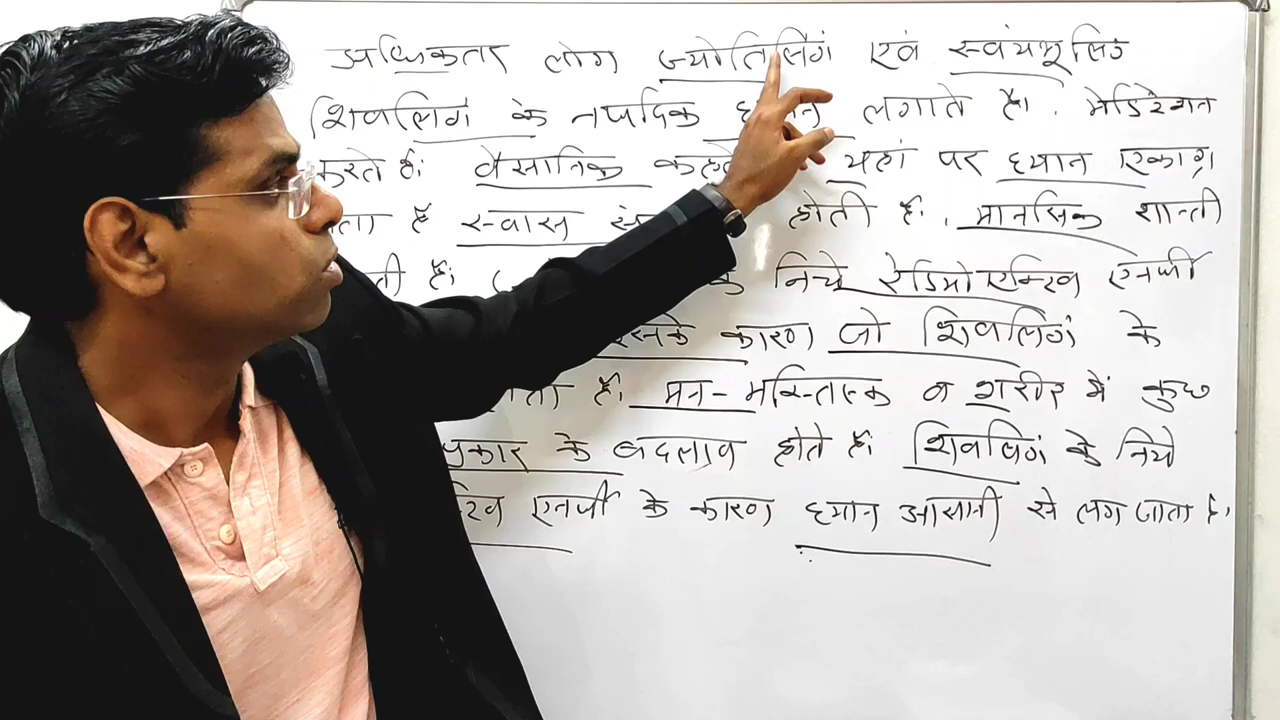 अधिकतर लोग ज्योतिलिंगं एवं स्वंयंभू लिंग
शिवलिंगं के नजदिक लगाते है। मेडिटेशन
करते है। वैसानिक यहां पर ध्यान एकाग्र
है स्वास होती है। मानसिक शान्ती
है। के निचे रेडियोएक्टिव एनर्जी
इसके कारण जो शिवलिंगं के
है। मन-मस्तिस्क व शरीर में कुछ
प्रकार के बदलाव होते है। शिवलिंगं के निचे
एनर्जी के कारण ध्यान आसानी से लग जाता है।